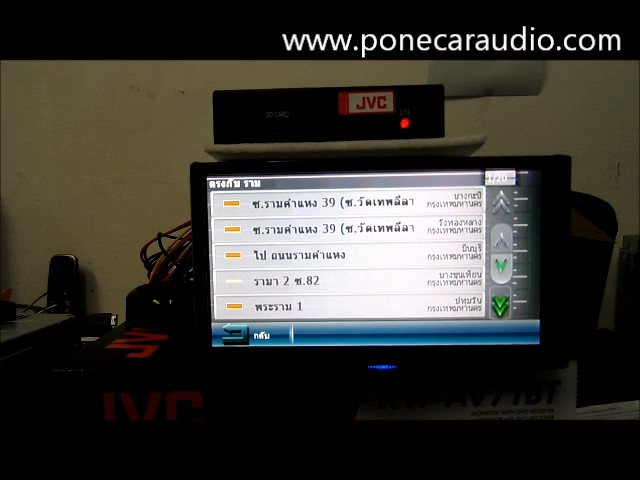 www.ponecaraudio.com
SD CARD
JVC
ตรงกับ ราม
1/20
ซ.รามคำแหง 39 (ซ.วัดเทพลีลา
บางกะปิ
กรุงเทพมหานคร
ซ.รามคำแหง 39 (ซ.วัดเทพลีลา
วังทองหลาง
กรุงเทพมหานคร
ไป ถนนรามคำแหง
มีนบุรี
กรุงเทพมหานคร
รามา 2 ซ.82
บางขุนเทียน
กรุงเทพมหานคร
พระราม 1
ปทุมวัน
กรุงเทพมหานคร
กลับ
JV
JVC
KW-AV71BT
MONITOR WITH DVD RECEIVER